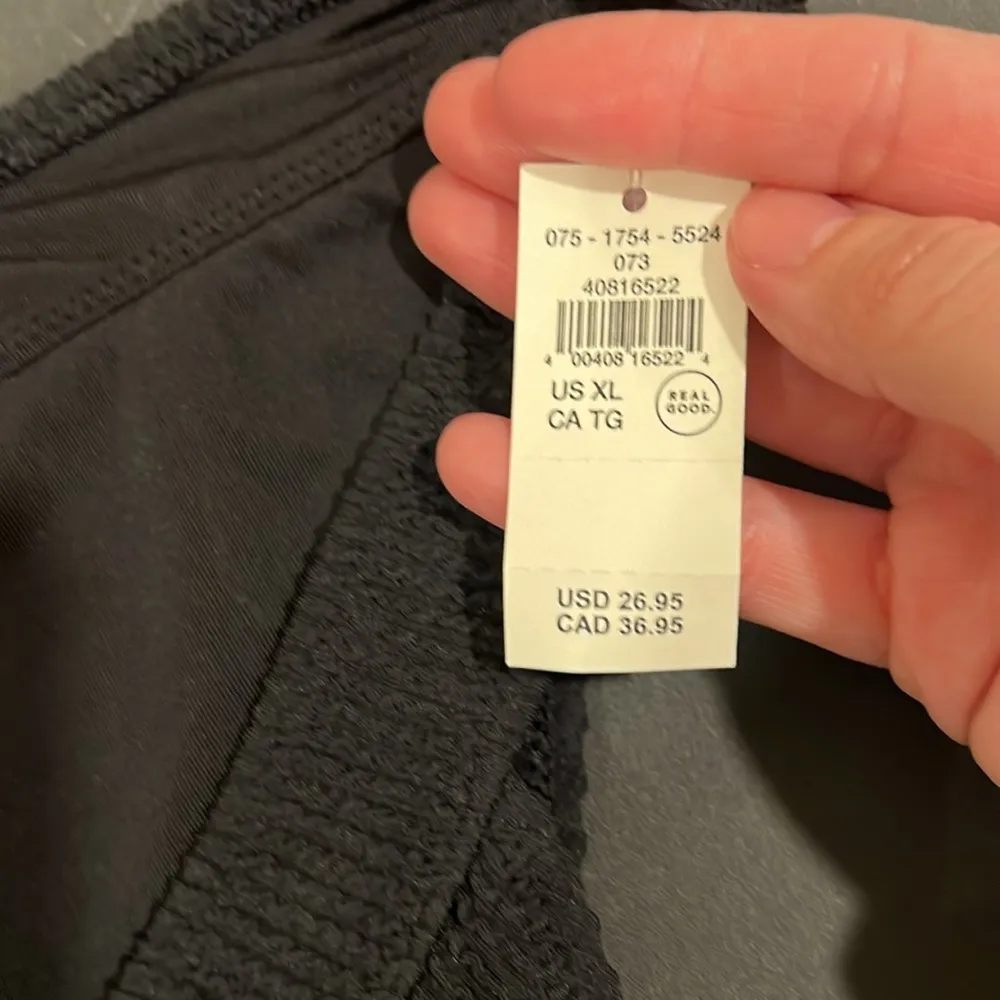 075 - 1754 - 5524
073
40816522
4 00408 16522 4
US XL
CA TG
REAL
GOOD.
USD 26.95
CAD 36.95